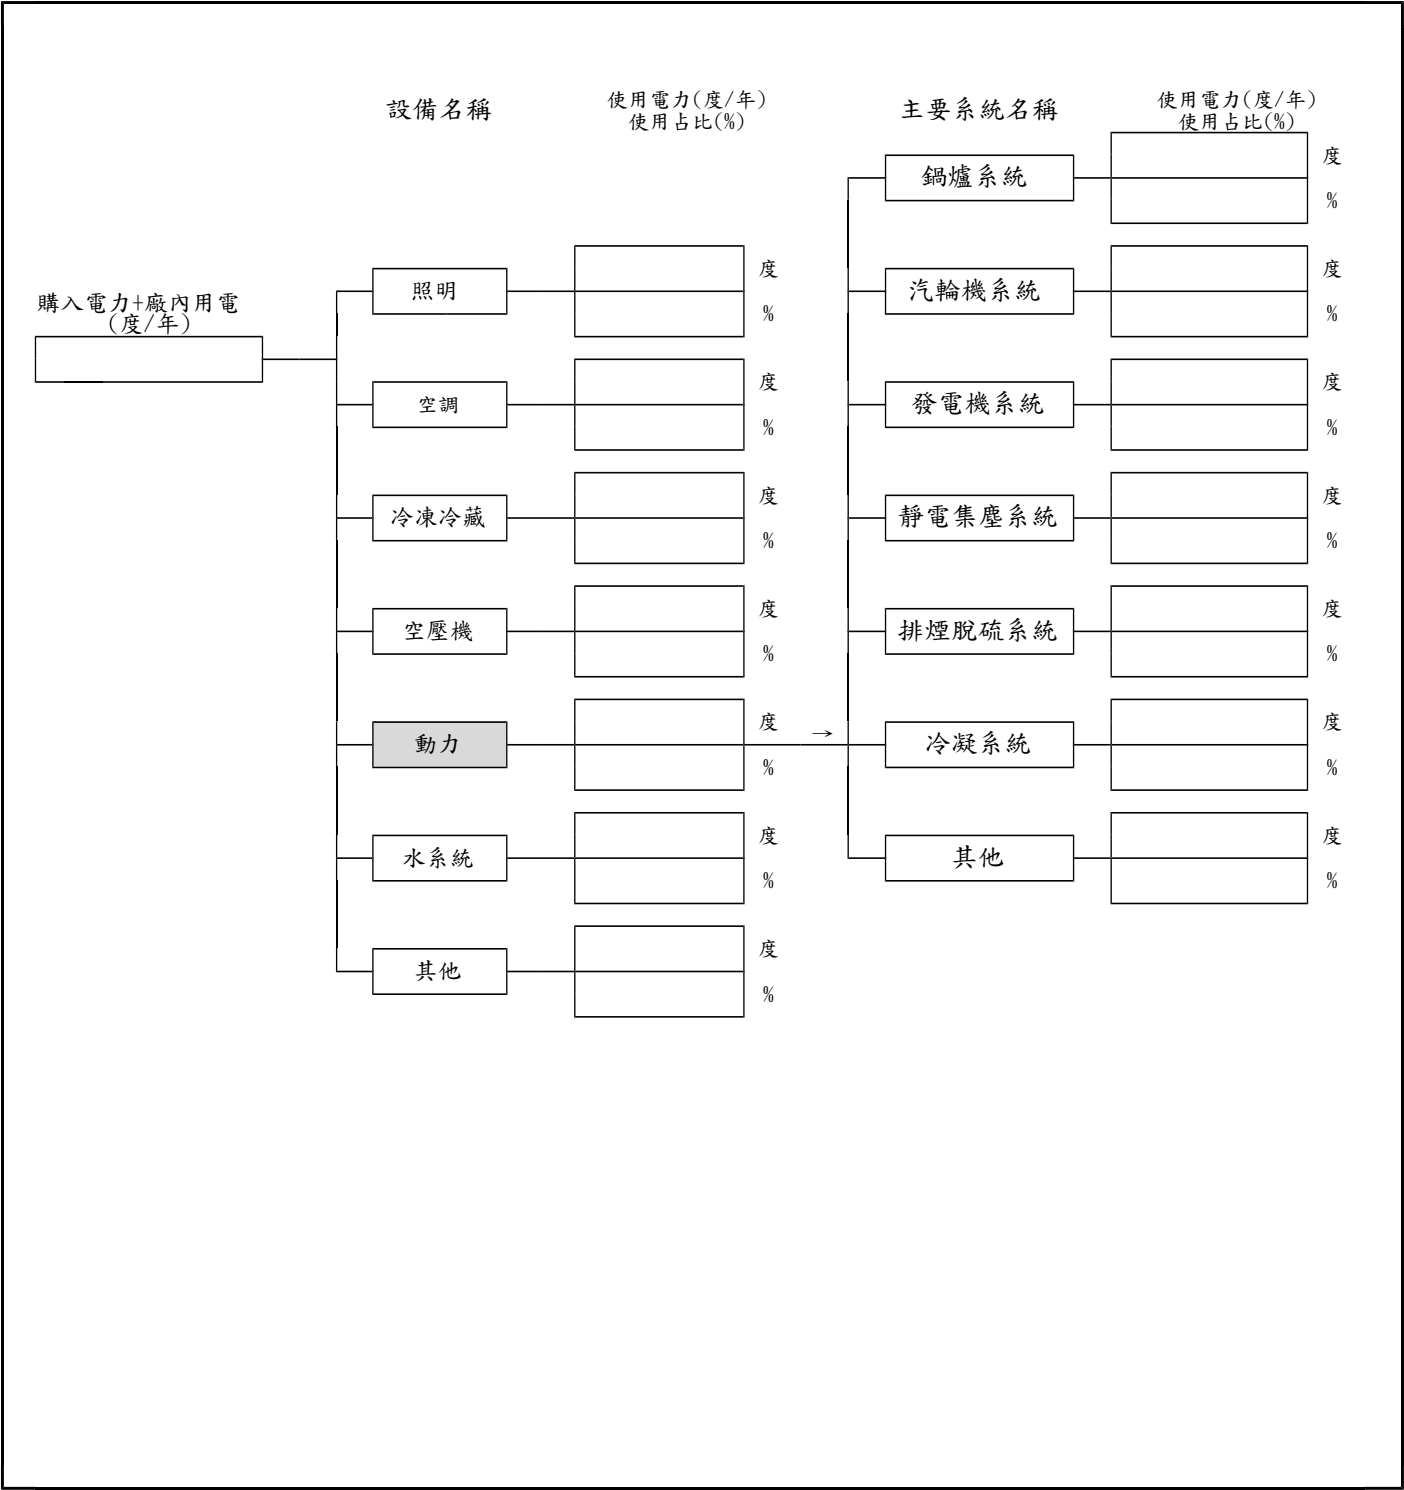 設備名稱
使用電力(度/年)
使用占比(%)
主要系統名稱
使用電力(度/年)
使用占比(%)
鍋爐系統
度
%
購入電力+廠內用電
(度/年)
照明
度
%
汽輪機系統
度
%
空調
度
%
發電機系統
度
%
冷凍冷藏
度
%
靜電集塵系統
度
%
空壓機
度
%
排煙脫硫系統
度
%
動力
度
%
→
冷凝系統
度
%
水系統
度
%
其他
度
%
其他
度
%